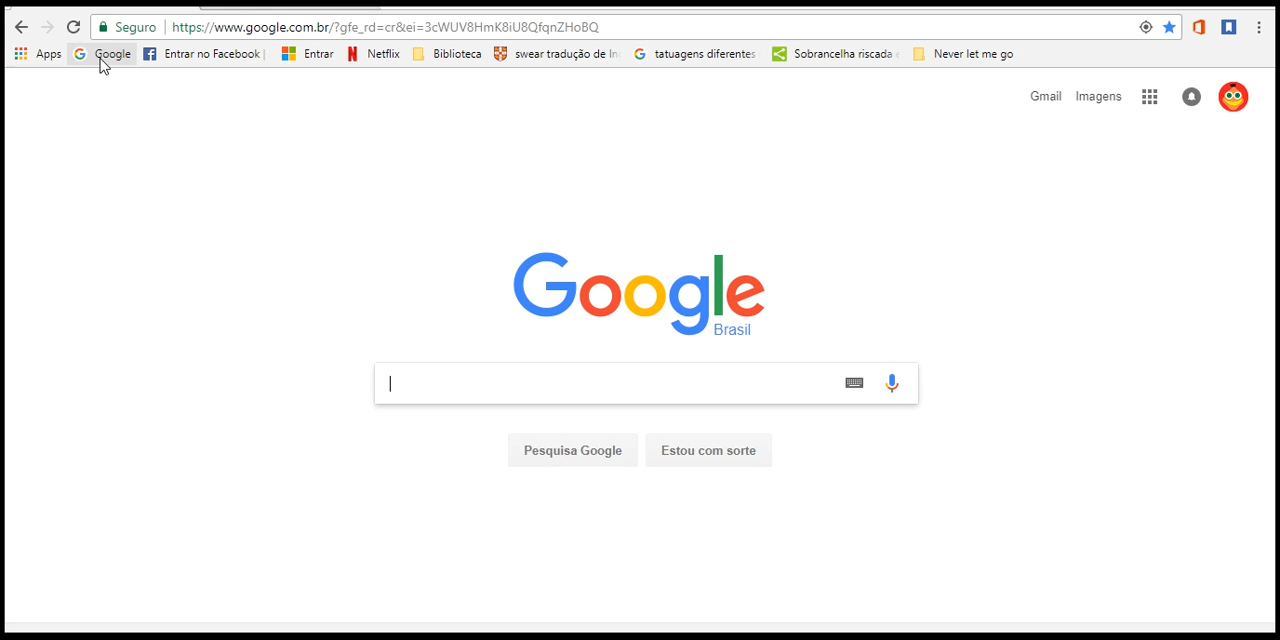 Seguro https://www.google.com.br/?gfe_rd=cr&ei=3cWUV8HmK8iU8QfqnZHoBQ
Apps Google Entrar no Facebook | Entrar Netflix Biblioteca swear tradução de In tatuagens diferentes Sobrancelha riscada e Never let me go
Gmail Imagens
Google
Brasil
Pesquisa Google Estou com sorte